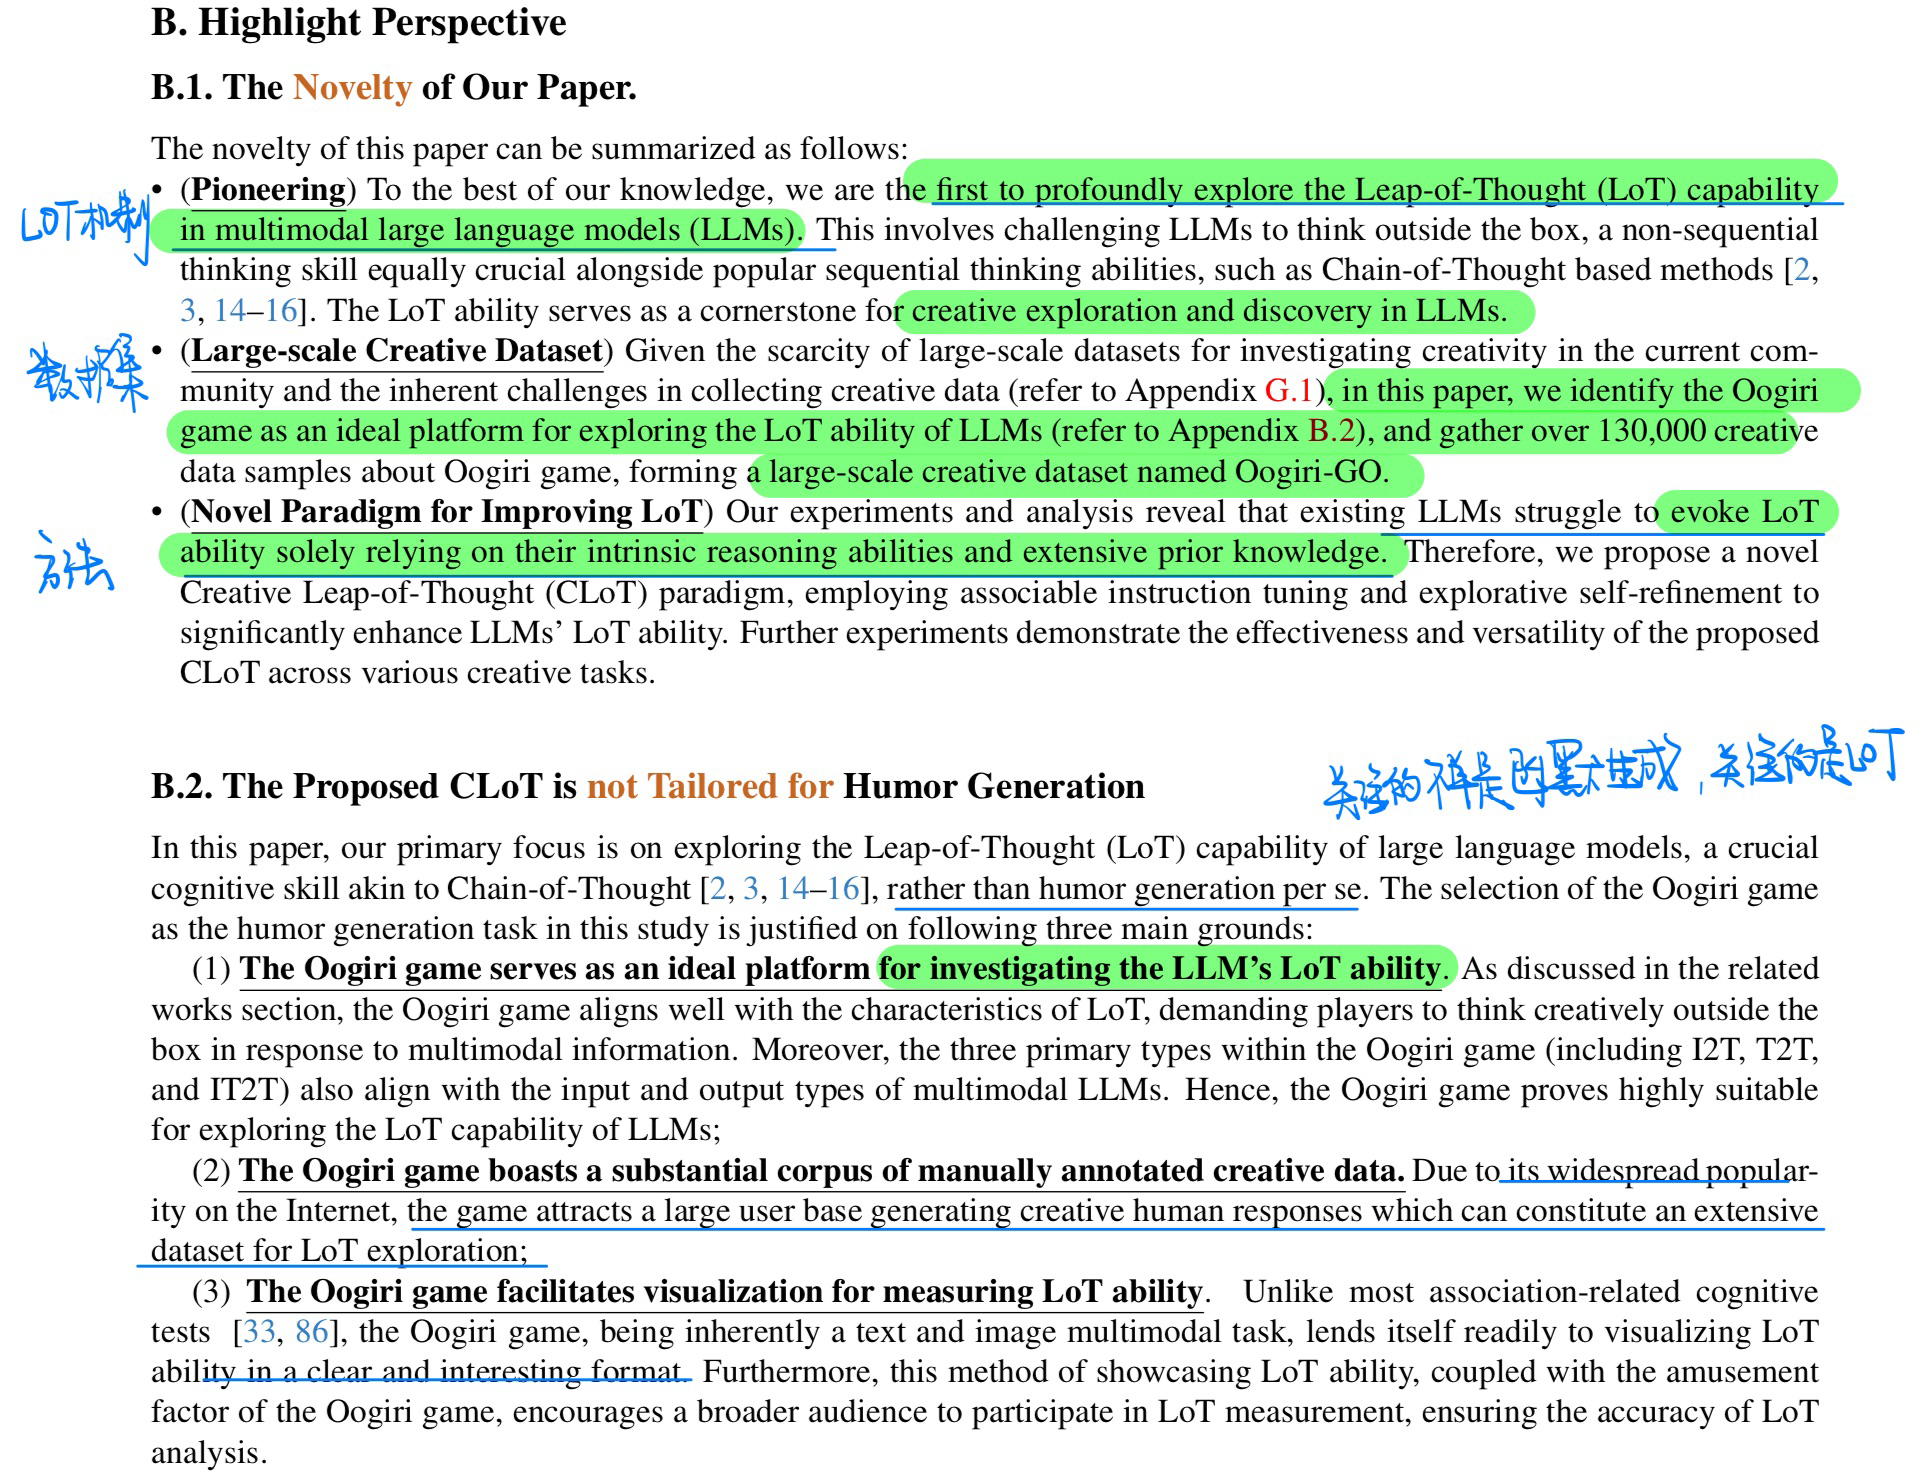 B. Highlight Perspective
B.1. The Novelty of Our Paper.
The novelty of this paper can be summarized as follows:
• (Pioneering) To the best of our knowledge, we are the first to profoundly explore the Leap-of-Thought (LoT) capability
LOT机制
in multimodal large language models (LLMs). This involves challenging LLMs to think outside the box, a non-sequential
thinking skill equally crucial alongside popular sequential thinking abilities, such as Chain-of-Thought based methods [2,
3, 14–16]. The LoT ability serves as a cornerstone for creative exploration and discovery in LLMs.
• (Large-scale Creative Dataset) Given the scarcity of large-scale datasets for investigating creativity in the current com-
数据集
munity and the inherent challenges in collecting creative data (refer to Appendix G.1), in this paper, we identify the Oogiri
game as an ideal platform for exploring the LoT ability of LLMs (refer to Appendix B.2), and gather over 130,000 creative
data samples about Oogiri game, forming a large-scale creative dataset named Oogiri-GO.
• (Novel Paradigm for Improving LoT) Our experiments and analysis reveal that existing LLMs struggle to evoke LoT
方法
ability solely relying on their intrinsic reasoning abilities and extensive prior knowledge. Therefore, we propose a novel
Creative Leap-of-Thought (CLoT) paradigm, employing associable instruction tuning and explorative self-refinement to
significantly enhance LLMs’ LoT ability. Further experiments demonstrate the effectiveness and versatility of the proposed
CLoT across various creative tasks.
关注的不单是幽默生成，关注的是LOT
B.2. The Proposed CLoT is not Tailored for Humor Generation
In this paper, our primary focus is on exploring the Leap-of-Thought (LoT) capability of large language models, a crucial
cognitive skill akin to Chain-of-Thought [2, 3, 14–16], rather than humor generation per se. The selection of the Oogiri game
as the humor generation task in this study is justified on following three main grounds:
(1) The Oogiri game serves as an ideal platform for investigating the LLM’s LoT ability. As discussed in the related
works section, the Oogiri game aligns well with the characteristics of LoT, demanding players to think creatively outside the
box in response to multimodal information. Moreover, the three primary types within the Oogiri game (including I2T, T2T,
and IT2T) also align with the input and output types of multimodal LLMs. Hence, the Oogiri game proves highly suitable
for exploring the LoT capability of LLMs;
(2) The Oogiri game boasts a substantial corpus of manually annotated creative data. Due to its widespread popular-
ity on the Internet, the game attracts a large user base generating creative human responses which can constitute an extensive
dataset for LoT exploration;
(3) The Oogiri game facilitates visualization for measuring LoT ability. Unlike most association-related cognitive
tests [33, 86], the Oogiri game, being inherently a text and image multimodal task, lends itself readily to visualizing LoT
ability in a clear and interesting format. Furthermore, this method of showcasing LoT ability, coupled with the amusement
factor of the Oogiri game, encourages a broader audience to participate in LoT measurement, ensuring the accuracy of LoT
analysis.